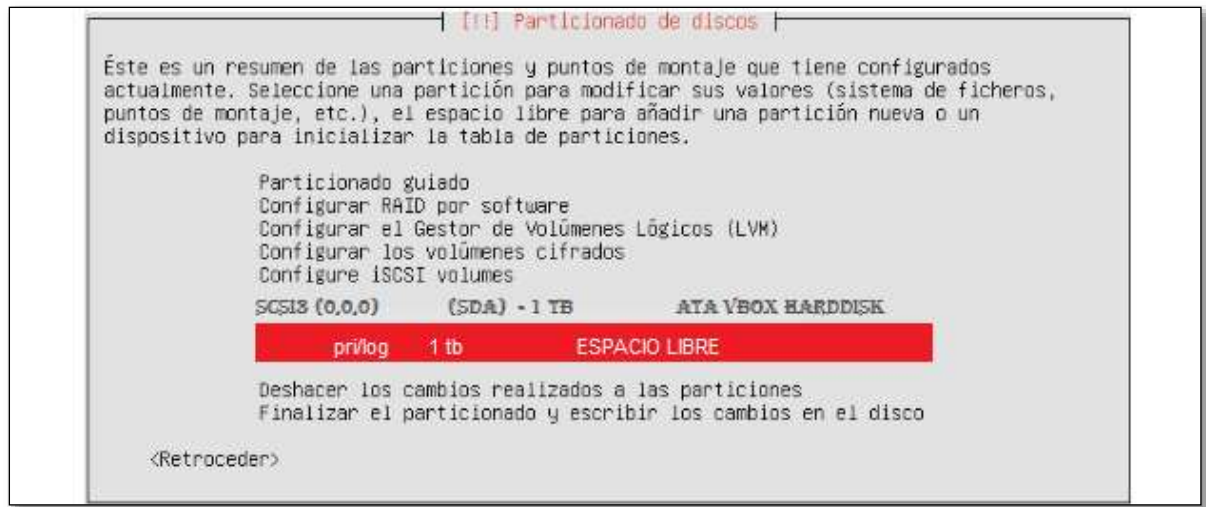 [!!] Particionado de discos
Éste es un resumen de las particiones y puntos de montaje que tiene configurados
actualmente. Seleccione una partición para modificar sus valores (sistema de ficheros,
puntos de montaje, etc.), el espacio libre para añadir una partición nueva o un
dispositivo para inicializar la tabla de particiones.
Particionado guiado
Configurar RAID por software
Configurar el Gestor de Volúmenes Lógicos (LVM)
Configurar los volúmenes cifrados
Configure iSCSI volumes
SCSI3 (0,0,0) (SDA) - 1 TB ATA VBOX HARDDISK
pri/log 1 tb ESPACIO LIBRE
Deshacer los cambios realizados a las particiones
Finalizar el particionado y escribir los cambios en el disco
<Retroceder>